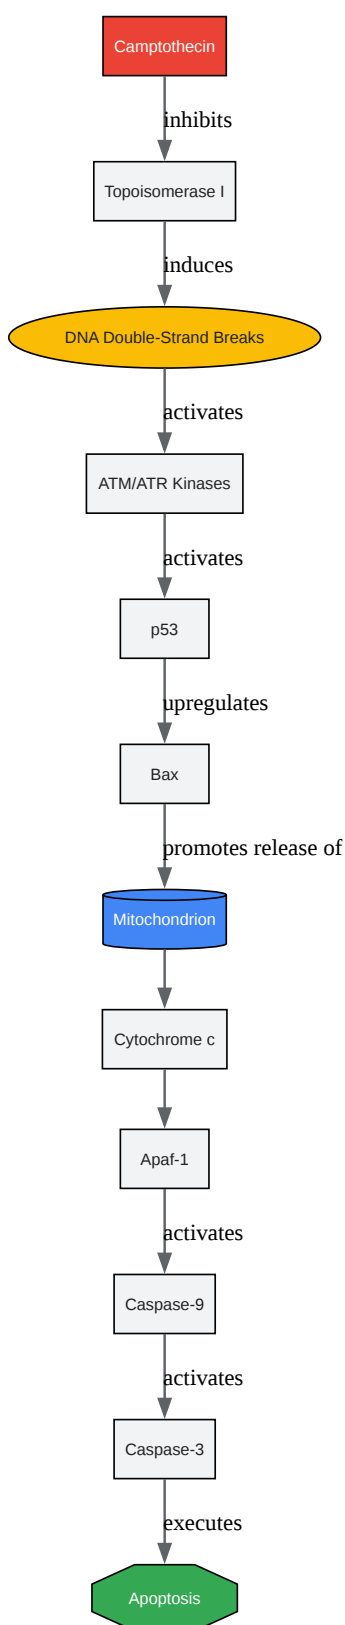 Camptothecin
inhibits
Topoisomerase I
induces
DNA Double-Strand Breaks
activates
ATM/ATR Kinases
activates
p53
upregulates
Bax
promotes release of
Mitochondrion
Cytochrome c
Apaf-1
activates
Caspase-9
activates
Caspase-3
executes
Apoptosis